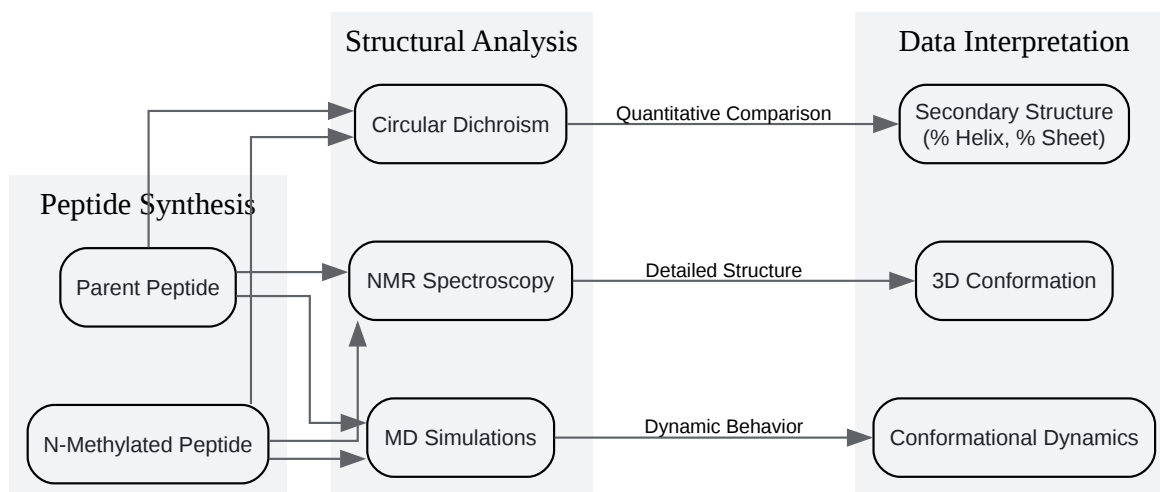 Structural Analysis
Data Interpretation
Circular Dichroism
Quantitative Comparison
Secondary Structure
(% Helix, % Sheet)
Peptide Synthesis
Parent Peptide
NMR Spectroscopy
Detailed Structure
3D Conformation
N-Methylated Peptide
MD Simulations
Dynamic Behavior
Conformational Dynamics